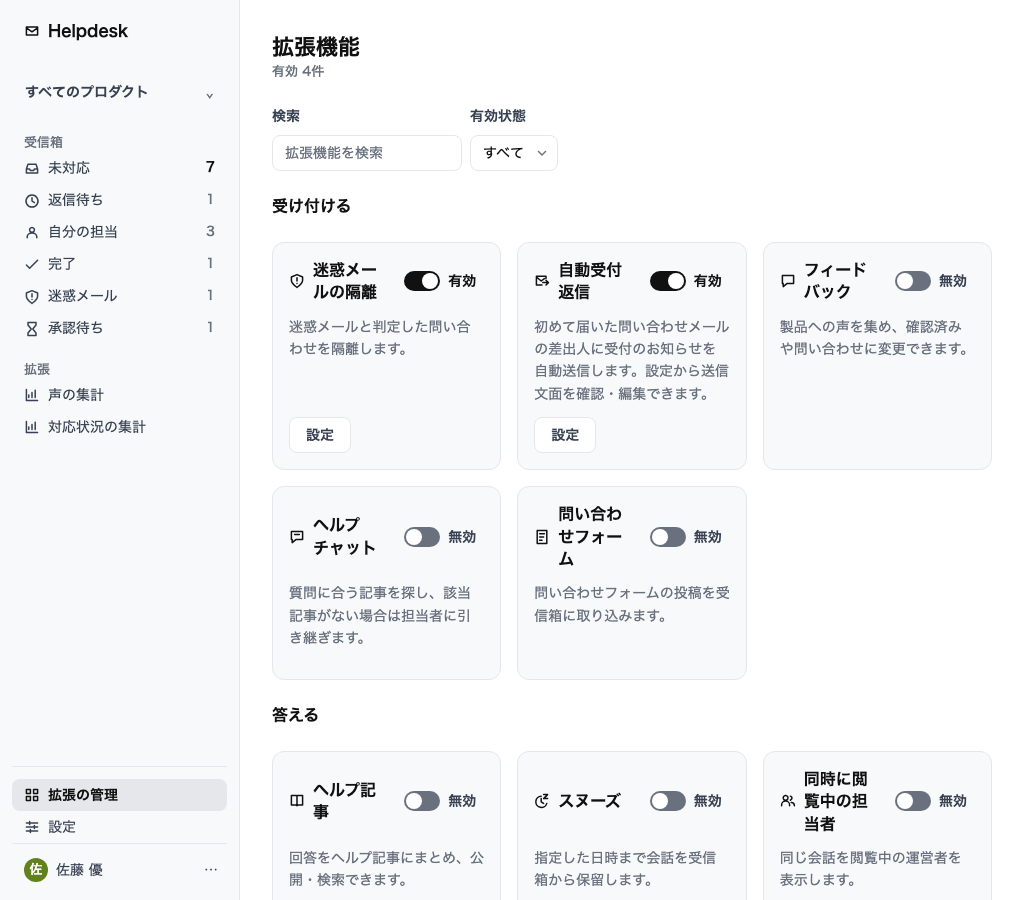 Helpdesk
すべてのプロダクト
受信箱
未対応 7
返信待ち 1
自分の担当 3
完了 1
迷惑メール 1
承認待ち 1
拡張
声の集計
対応状況の集計
拡張の管理
設定
佐 佐藤 優 …
拡張機能
有効 4件
検索
有効状態
拡張機能を検索
すべて
受け付ける
迷惑メー
ルの隔離
有効
迷惑メールと判定した問い合
わせを隔離します。
設定
自動受付
返信
有効
初めて届いた問い合わせメール
の差出人に受付のお知らせを
自動送信します。設定から送信
文面を確認・編集できます。
設定
フィード
バック
無効
製品への声を集め、確認済み
や問い合わせに変更できます。
ヘルプ
チャット
無効
質問に合う記事を探し、該当
記事がない場合は担当者に引
き継ぎます。
問い合わ
せフォー
ム
無効
問い合わせフォームの投稿を受
信箱に取り込みます。
答える
ヘルプ記
事
無効
回答をヘルプ記事にまとめ、公
開・検索できます。
スヌーズ
無効
指定した日時まで会話を受信
箱から保留します。
同時に閲
覧中の担
当者
無効
同じ会話を閲覧中の運営者を
表示します。